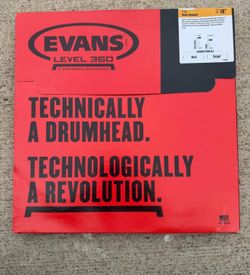 EVANS
LEVEL 360
TECHNICALLY
A DRUMHEAD.
TECHNOLOGICALLY
A REVOLUTION.